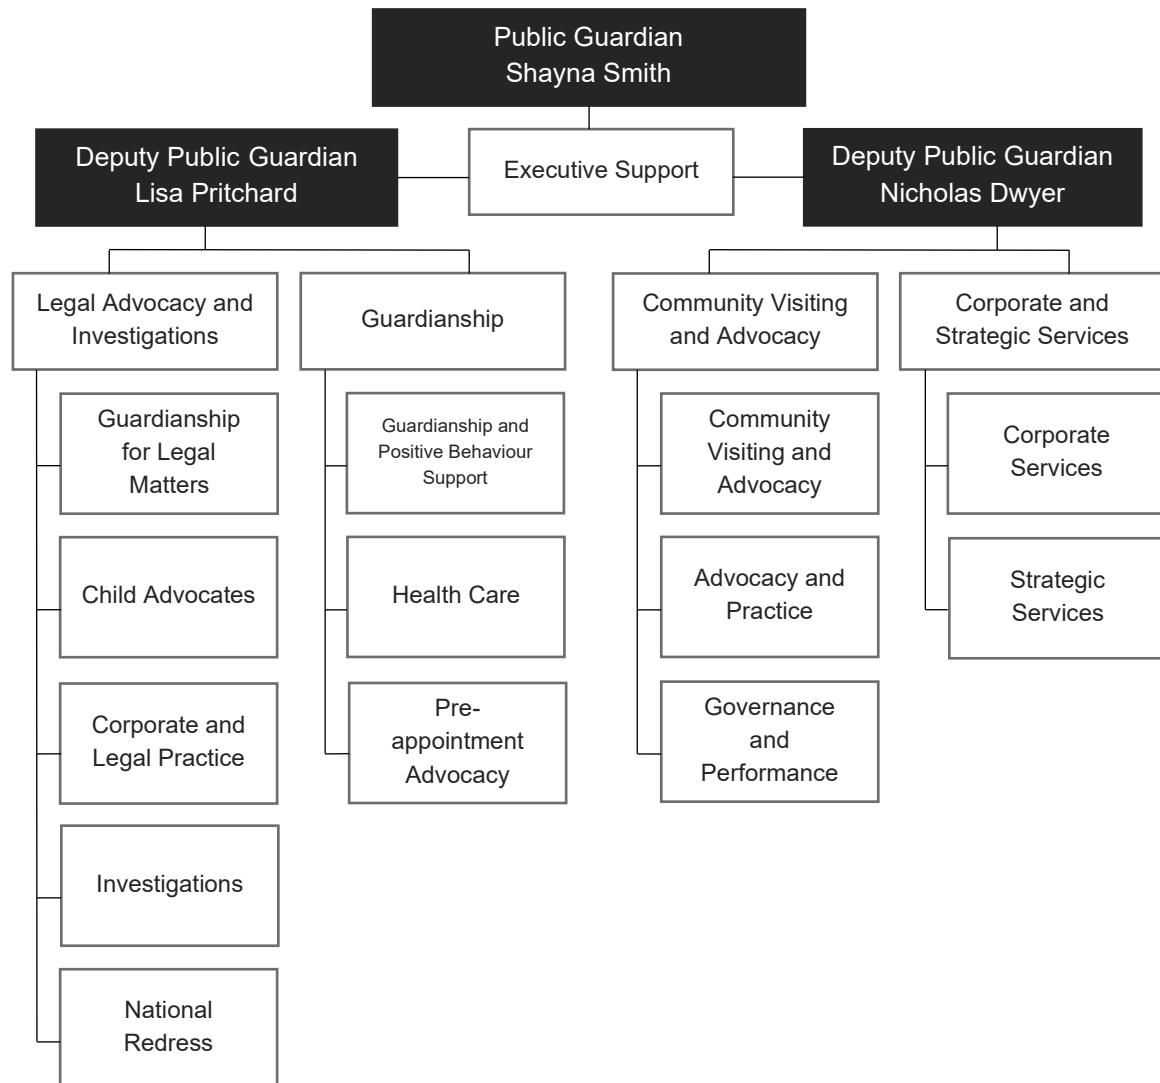 Public Guardian
Shayna Smith
Deputy Public Guardian
Lisa Pritchard
Executive Support
Deputy Public Guardian
Nicholas Dwyer
Legal Advocacy and
Investigations
Guardianship
Community Visiting
and Advocacy
Corporate and
Strategic Services
Guardianship
for Legal
Matters
Guardianship and
Positive Behaviour
Support
Community
Visiting and
Advocacy
Corporate
Services
Child Advocates
Health Care
Advocacy and
Practice
Strategic
Services
Corporate and
Legal Practice
Pre-
appointment
Advocacy
Governance
and
Performance
Investigations
National
Redress